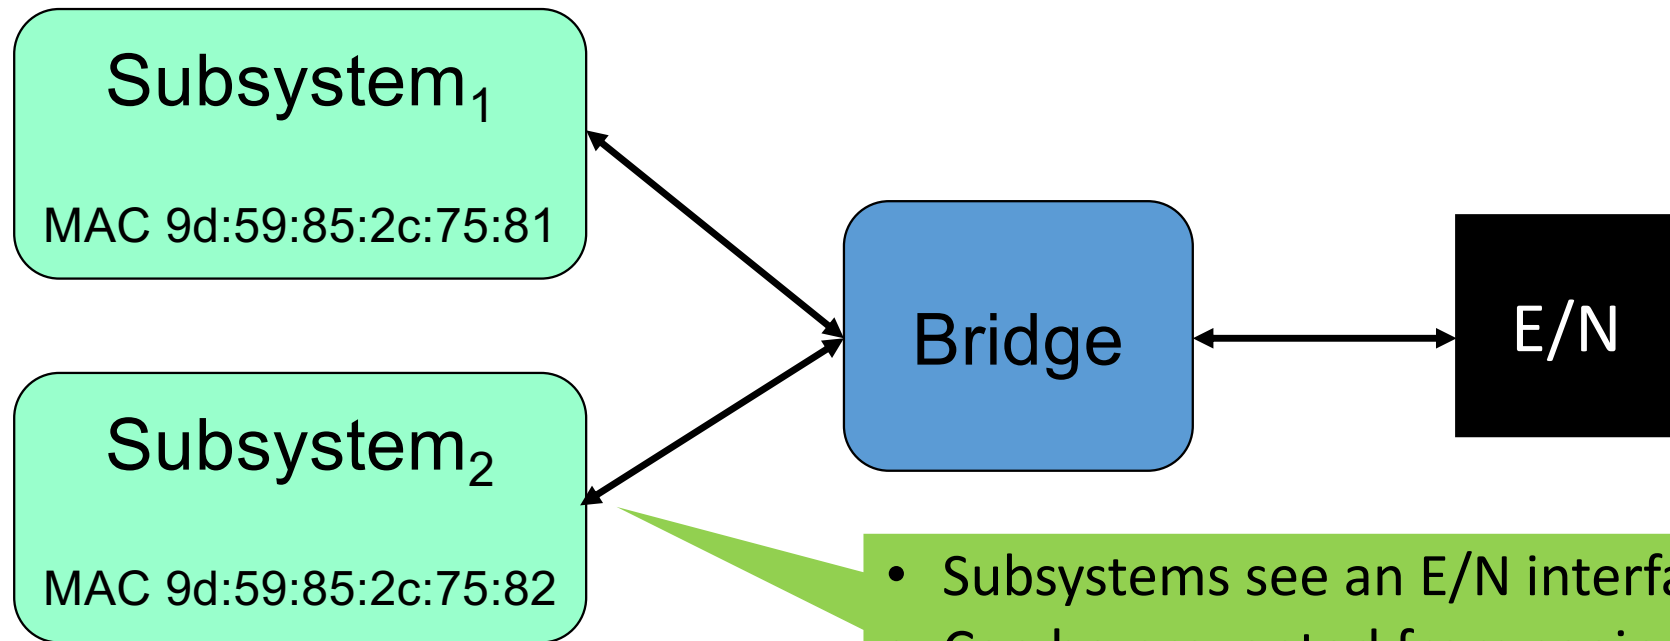 Subsystem₁
MAC 9d:59:85:2c:75:81
Bridge
E/N
Subsystem₂
MAC 9d:59:85:2c:75:82
• Subsystems see an E/N